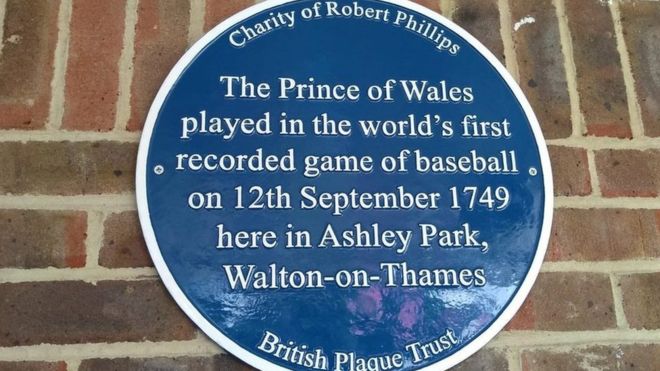 Charity of Robert Phillips
The Prince of Wales
played in the world's first
recorded game of baseball
on 12th September 1749
here in Ashley Park,
Walton-on-Thames
British Plaque Trust